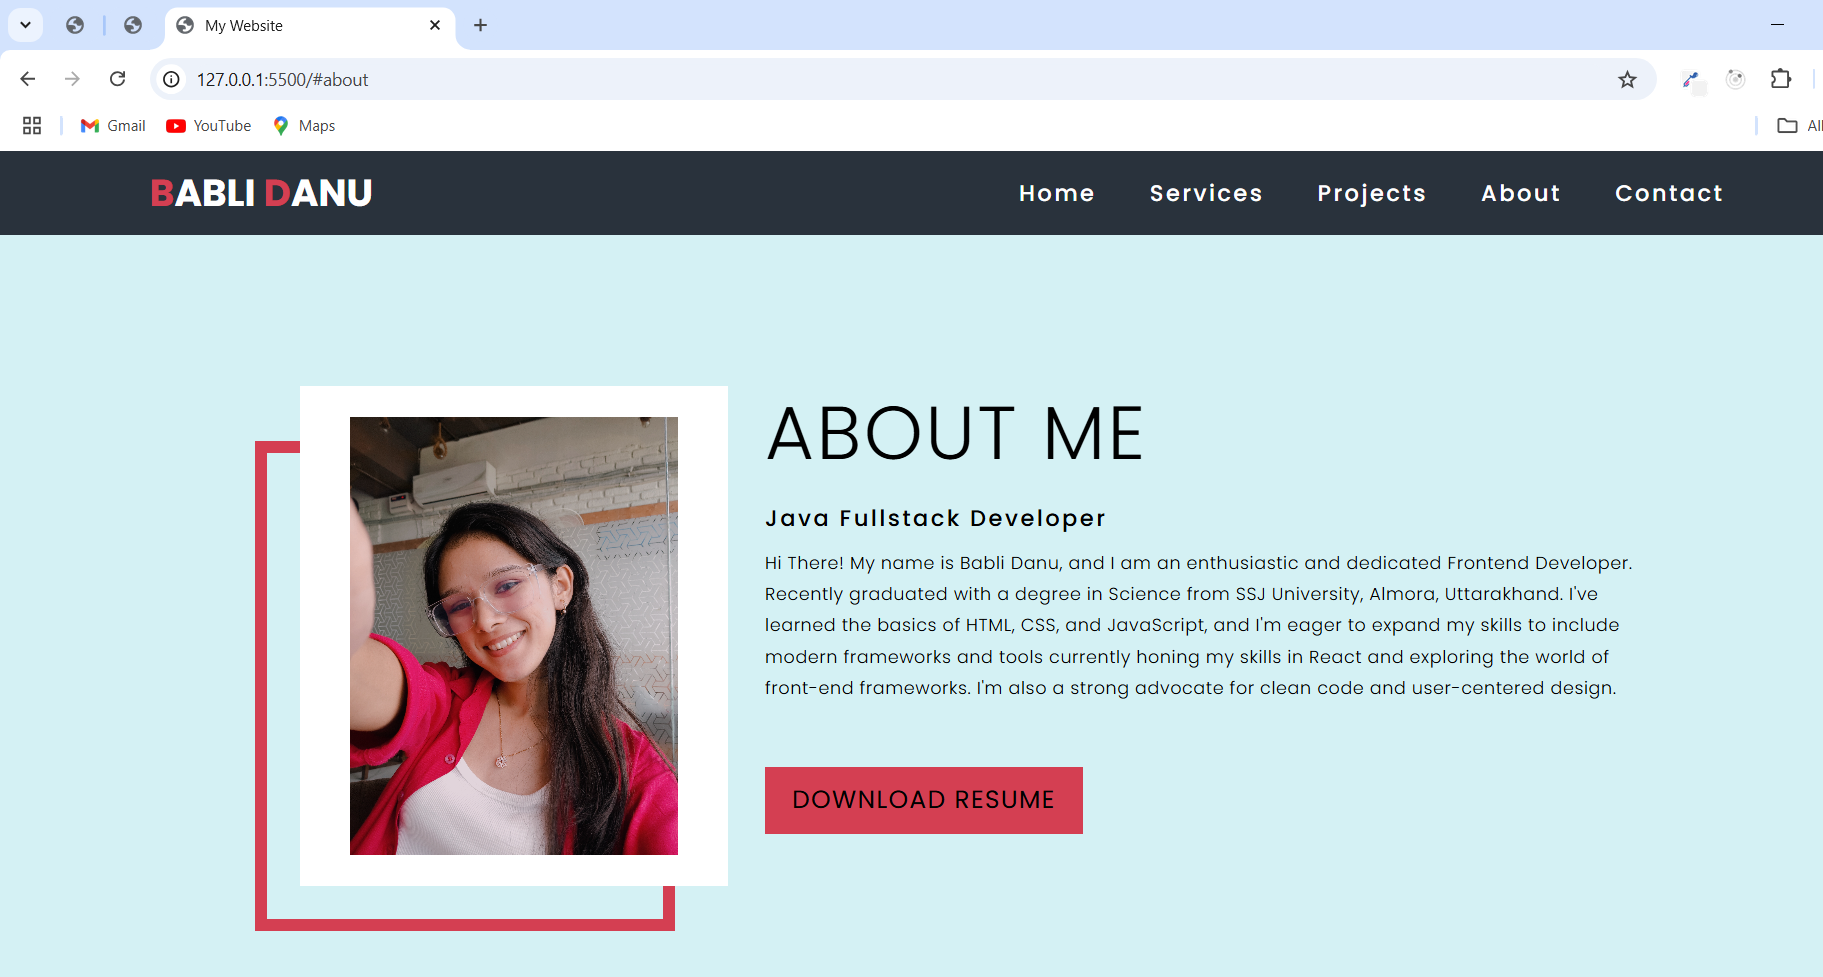 My Website
127.0.0.1:5500/#about
Gmail YouTube Maps All
BABLI DANU
Home Services Projects About Contact
ABOUT ME
Java Fullstack Developer
Hi There! My name is Babli Danu, and I am an enthusiastic and dedicated Frontend Developer.
Recently graduated with a degree in Science from SSJ University, Almora, Uttarakhand. I've
learned the basics of HTML, CSS, and JavaScript, and I'm eager to expand my skills to include
modern frameworks and tools currently honing my skills in React and exploring the world of
front-end frameworks. I'm also a strong advocate for clean code and user-centered design.
DOWNLOAD RESUME